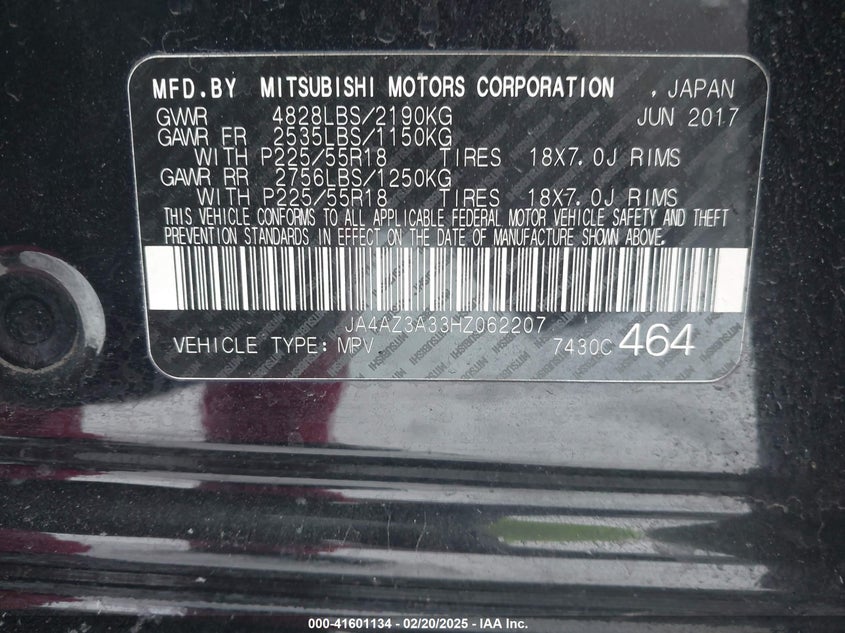 MFD.BY MITSUBISHI MOTORS CORPORATION , JAPAN
GVWR 4828LBS/2190KG JUN 2017
GAWR FR 2535LBS/1150KG
WITH P225/55R18 TIRES 18X7.0J RIMS
GAWR RR 2756LBS/1250KG
WITH P225/55R18 TIRES 18X7.0J RIMS
THIS VEHICLE CONFORMS TO ALL APPLICABLE FEDERAL MOTOR VEHICLE SAFETY AND THEFT
PREVENTION STANDARDS IN EFFECT ON THE DATE OF MANUFACTURE SHOWN ABOVE.
JA4AZ3A33HZ062207
VEHICLE TYPE: MPV 7430C 464
000-41601134 - 02/20/2025 - IAA Inc.